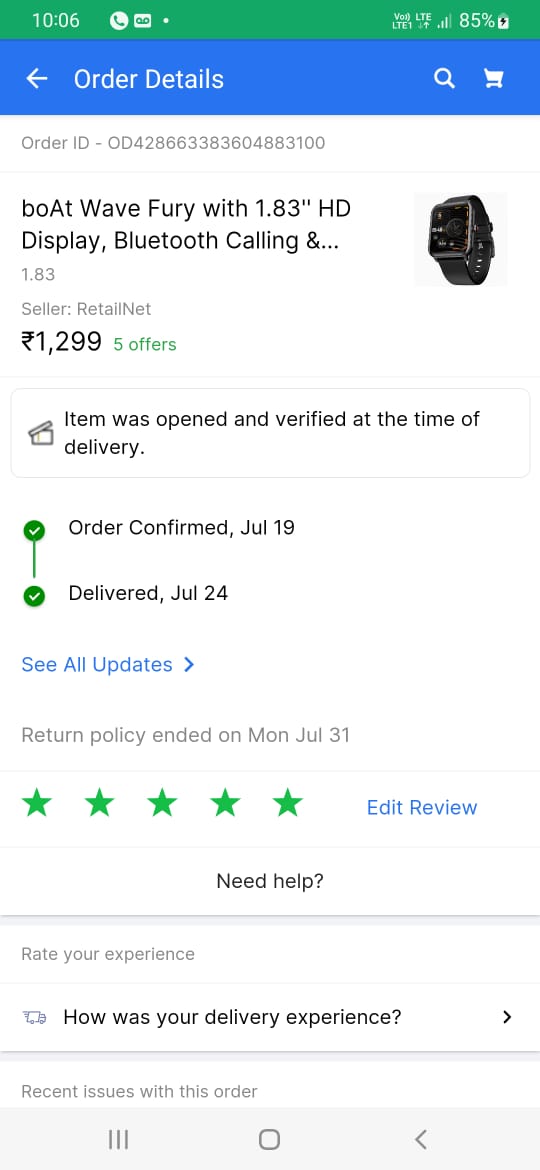 10:06
Vo)) LTE
LTE1
85%
Order Details
Order ID - OD428663383604883100
boAt Wave Fury with 1.83'' HD
Display, Bluetooth Calling &...
1.83
Seller: RetailNet
₹1,299 5 offers
Item was opened and verified at the time of
delivery.
Order Confirmed, Jul 19
Delivered, Jul 24
See All Updates
Return policy ended on Mon Jul 31
Edit Review
Need help?
Rate your experience
How was your delivery experience?
Recent issues with this order